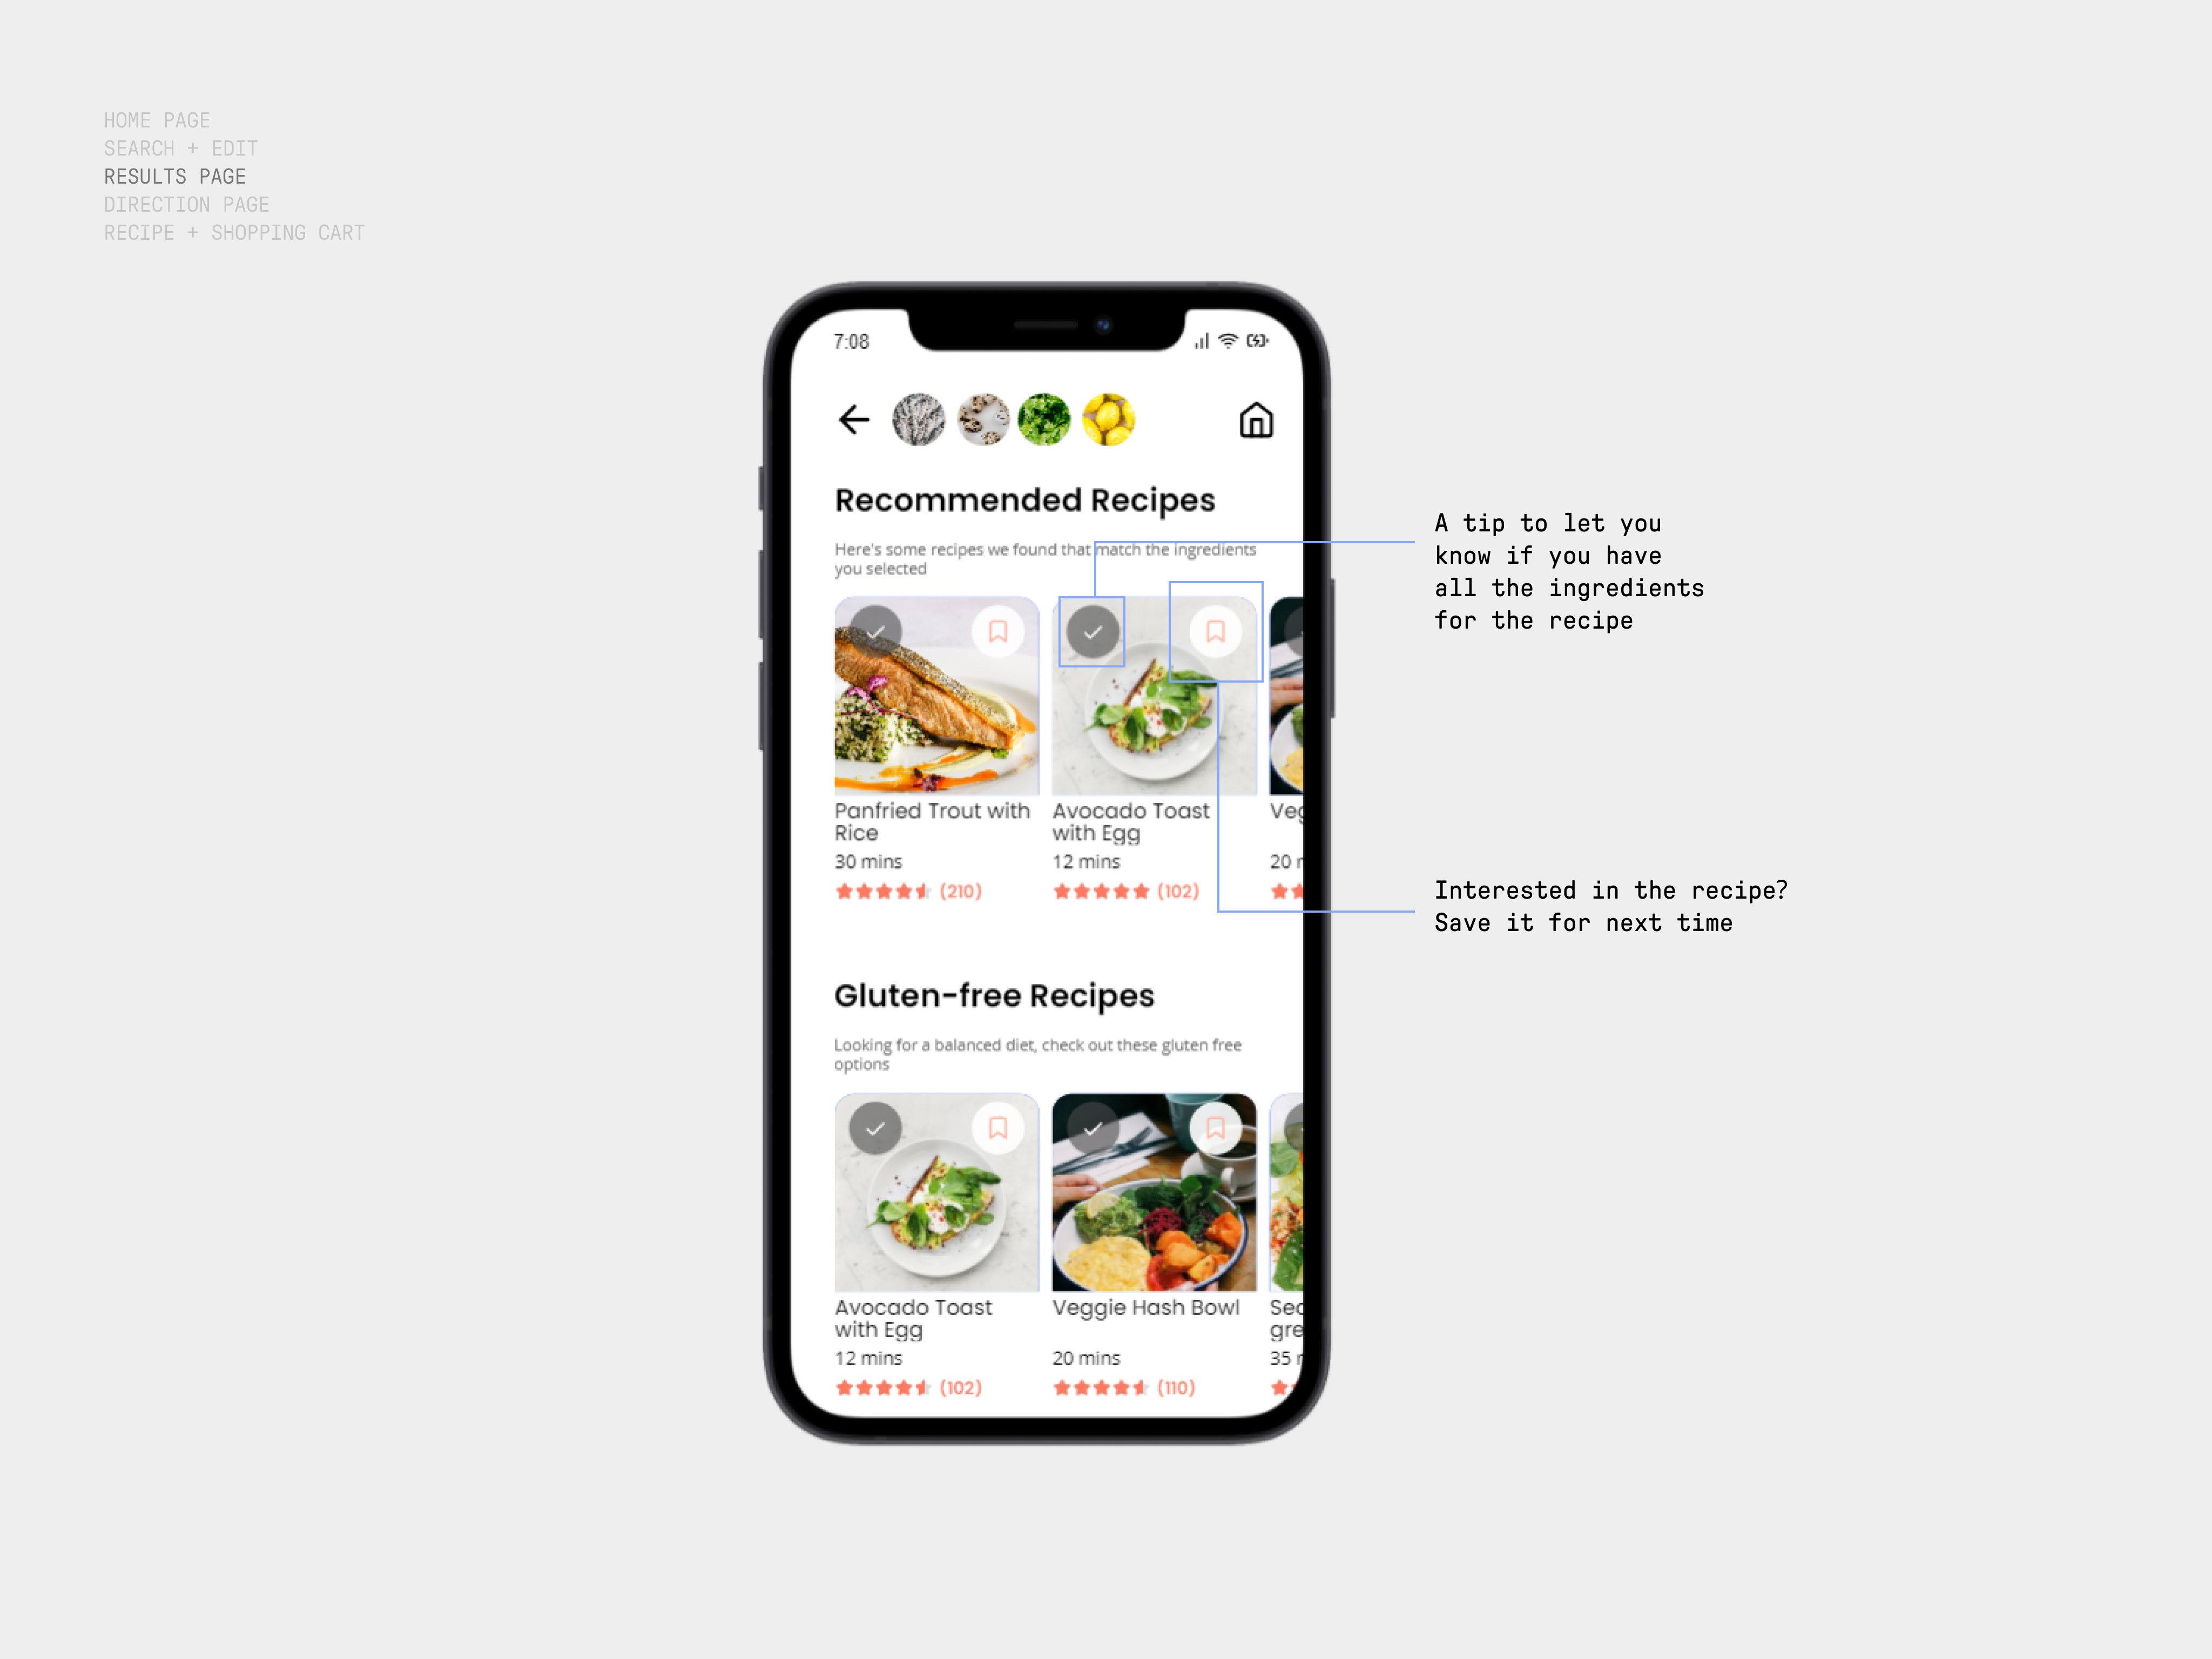 HOME PAGE
SEARCH + EDIT
RESULTS PAGE
DIRECTION PAGE
RECIPE + SHOPPING CART
7:08
Recommended Recipes
Here's some recipes we found that match the ingredients
you selected
A tip to let you
know if you have
all the ingredients
for the recipe
Panfried Trout with
Rice
30 mins
(210)
Avocado Toast
with Egg
12 mins
(102)
Veg
20
Interested in the recipe?
Save it for next time
Gluten-free Recipes
Looking for a balanced diet, check out these gluten free
options
Avocado Toast
with Egg
12 mins
(102)
Veggie Hash Bowl
20 mins
(110)
gre
35